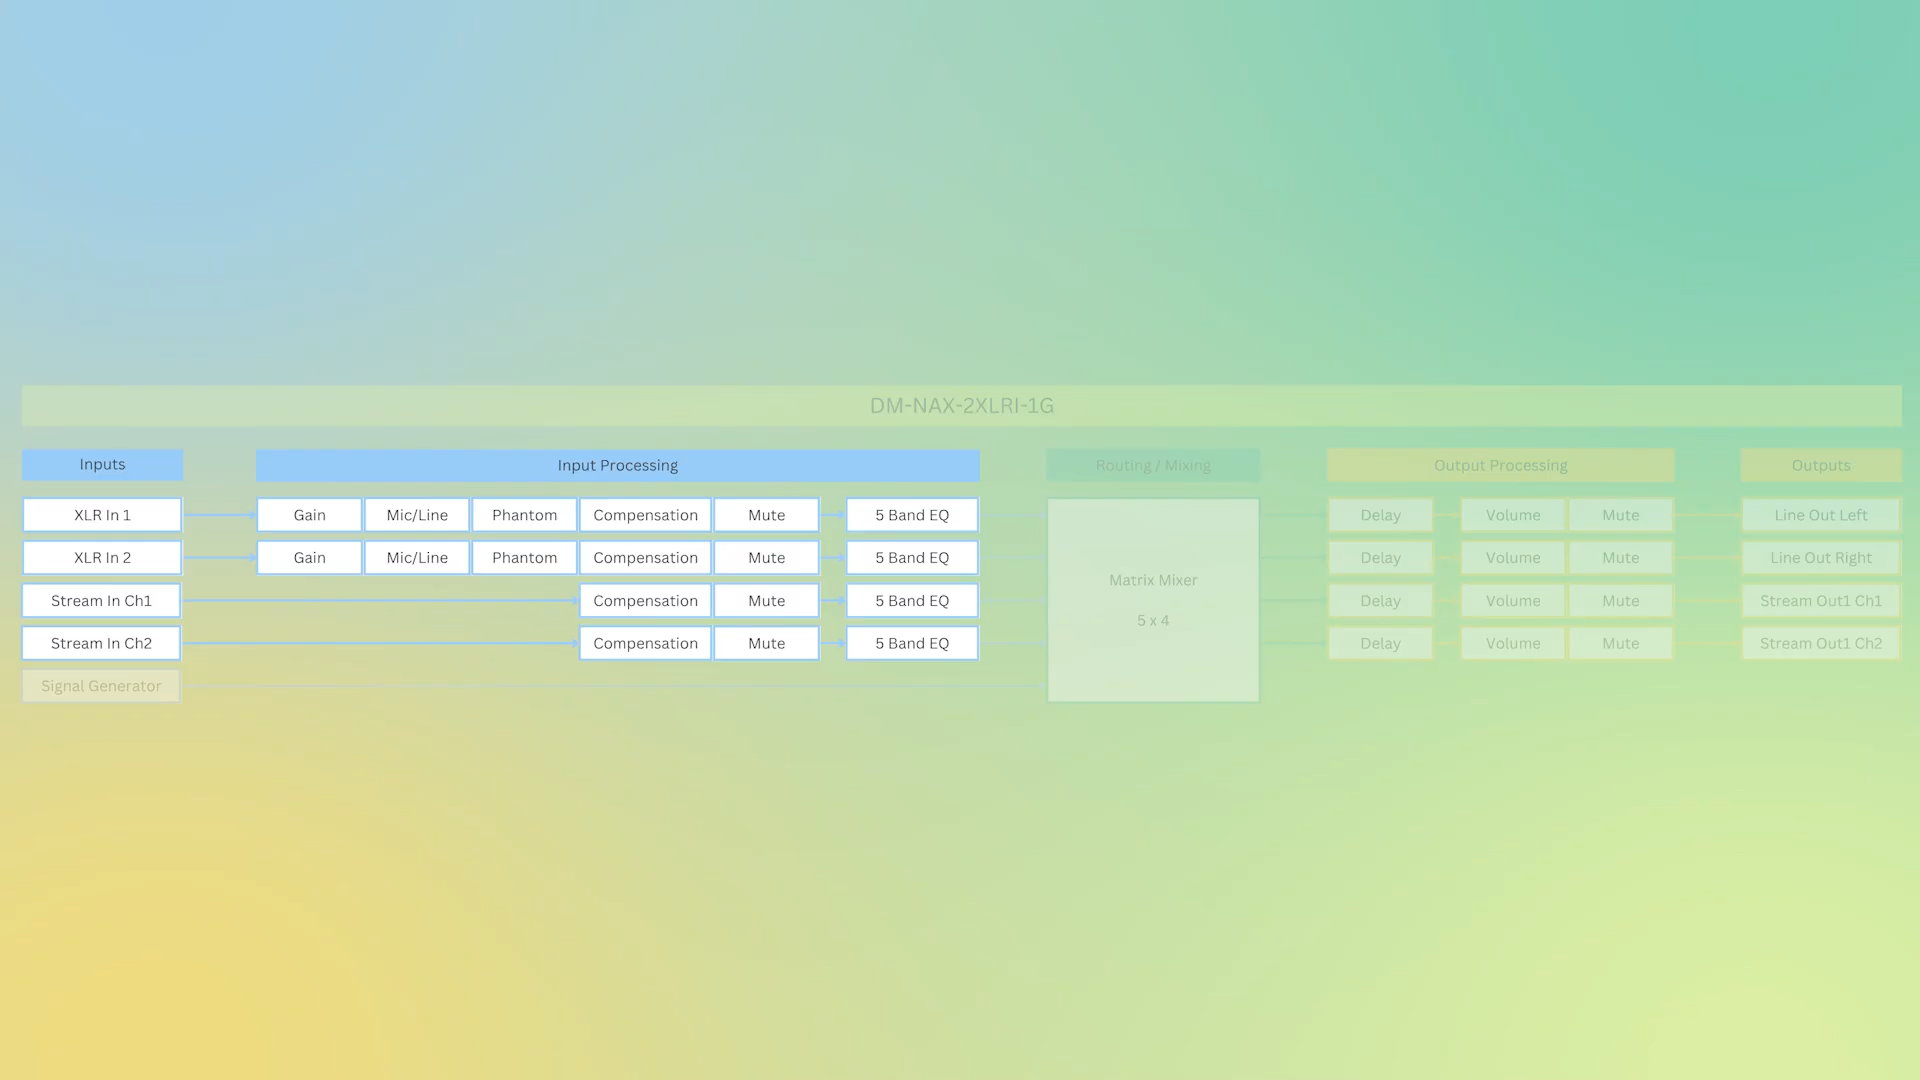 DM-NAX-2XLRI-1G
Inputs Input Processing Routing / Mixing Output Processing Outputs
XLR In 1 Gain Mic/Line Phantom Compensation Mute 5 Band EQ Delay Volume Mute Line Out Left
XLR In 2 Gain Mic/Line Phantom Compensation Mute 5 Band EQ Delay Volume Mute Line Out Right
Matrix Mixer
Stream In Ch1 Compensation Mute 5 Band EQ Delay Volume Mute Stream Out1 Ch1
5 x 4
Stream In Ch2 Compensation Mute 5 Band EQ Delay Volume Mute Stream Out1 Ch2
Signal Generator